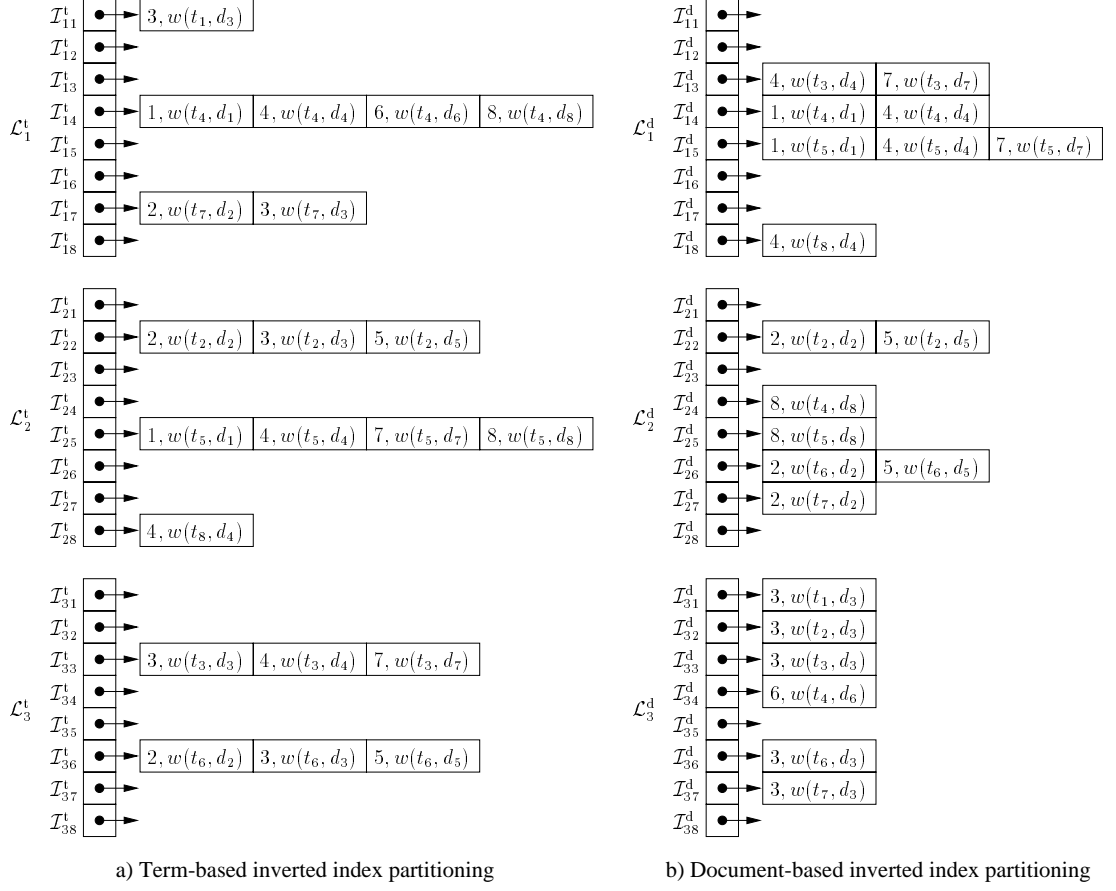 I^t_11 3, w(t_1, d_3)
I^t_12
I^t_13
I^t_14 1, w(t_4, d_1) 4, w(t_4, d_4) 6, w(t_4, d_6) 8, w(t_4, d_8)
L^t_1
I^t_15
I^t_16
I^t_17 2, w(t_7, d_2) 3, w(t_7, d_3)
I^t_18
I^t_21
I^t_22 2, w(t_2, d_2) 3, w(t_2, d_3) 5, w(t_2, d_5)
I^t_23
I^t_24
L^t_2
I^t_25 1, w(t_5, d_1) 4, w(t_5, d_4) 7, w(t_5, d_7) 8, w(t_5, d_8)
I^t_26
I^t_27
I^t_28 4, w(t_8, d_4)
I^t_31
I^t_32
I^t_33 3, w(t_3, d_3) 4, w(t_3, d_4) 7, w(t_3, d_7)
I^t_34
L^t_3
I^t_35
I^t_36 2, w(t_6, d_2) 3, w(t_6, d_3) 5, w(t_6, d_5)
I^t_37
I^t_38
a) Term-based inverted index partitioning
I^d_11
I^d_12
I^d_13 4, w(t_3, d_4) 7, w(t_3, d_7)
I^d_14 1, w(t_4, d_1) 4, w(t_4, d_4)
L^d_1
I^d_15 1, w(t_5, d_1) 4, w(t_5, d_4) 7, w(t_5, d_7)
I^d_16
I^d_17
I^d_18 4, w(t_8, d_4)
I^d_21
I^d_22 2, w(t_2, d_2) 5, w(t_2, d_5)
I^d_23
I^d_24 8, w(t_4, d_8)
L^d_2
I^d_25 8, w(t_5, d_8)
I^d_26 2, w(t_6, d_2) 5, w(t_6, d_5)
I^d_27 2, w(t_7, d_2)
I^d_28
I^d_31 3, w(t_1, d_3)
I^d_32 3, w(t_2, d_3)
I^d_33 3, w(t_3, d_3)
I^d_34 6, w(t_4, d_6)
L^d_3
I^d_35
I^d_36 3, w(t_6, d_3)
I^d_37 3, w(t_7, d_3)
I^d_38
b) Document-based inverted index partitioning